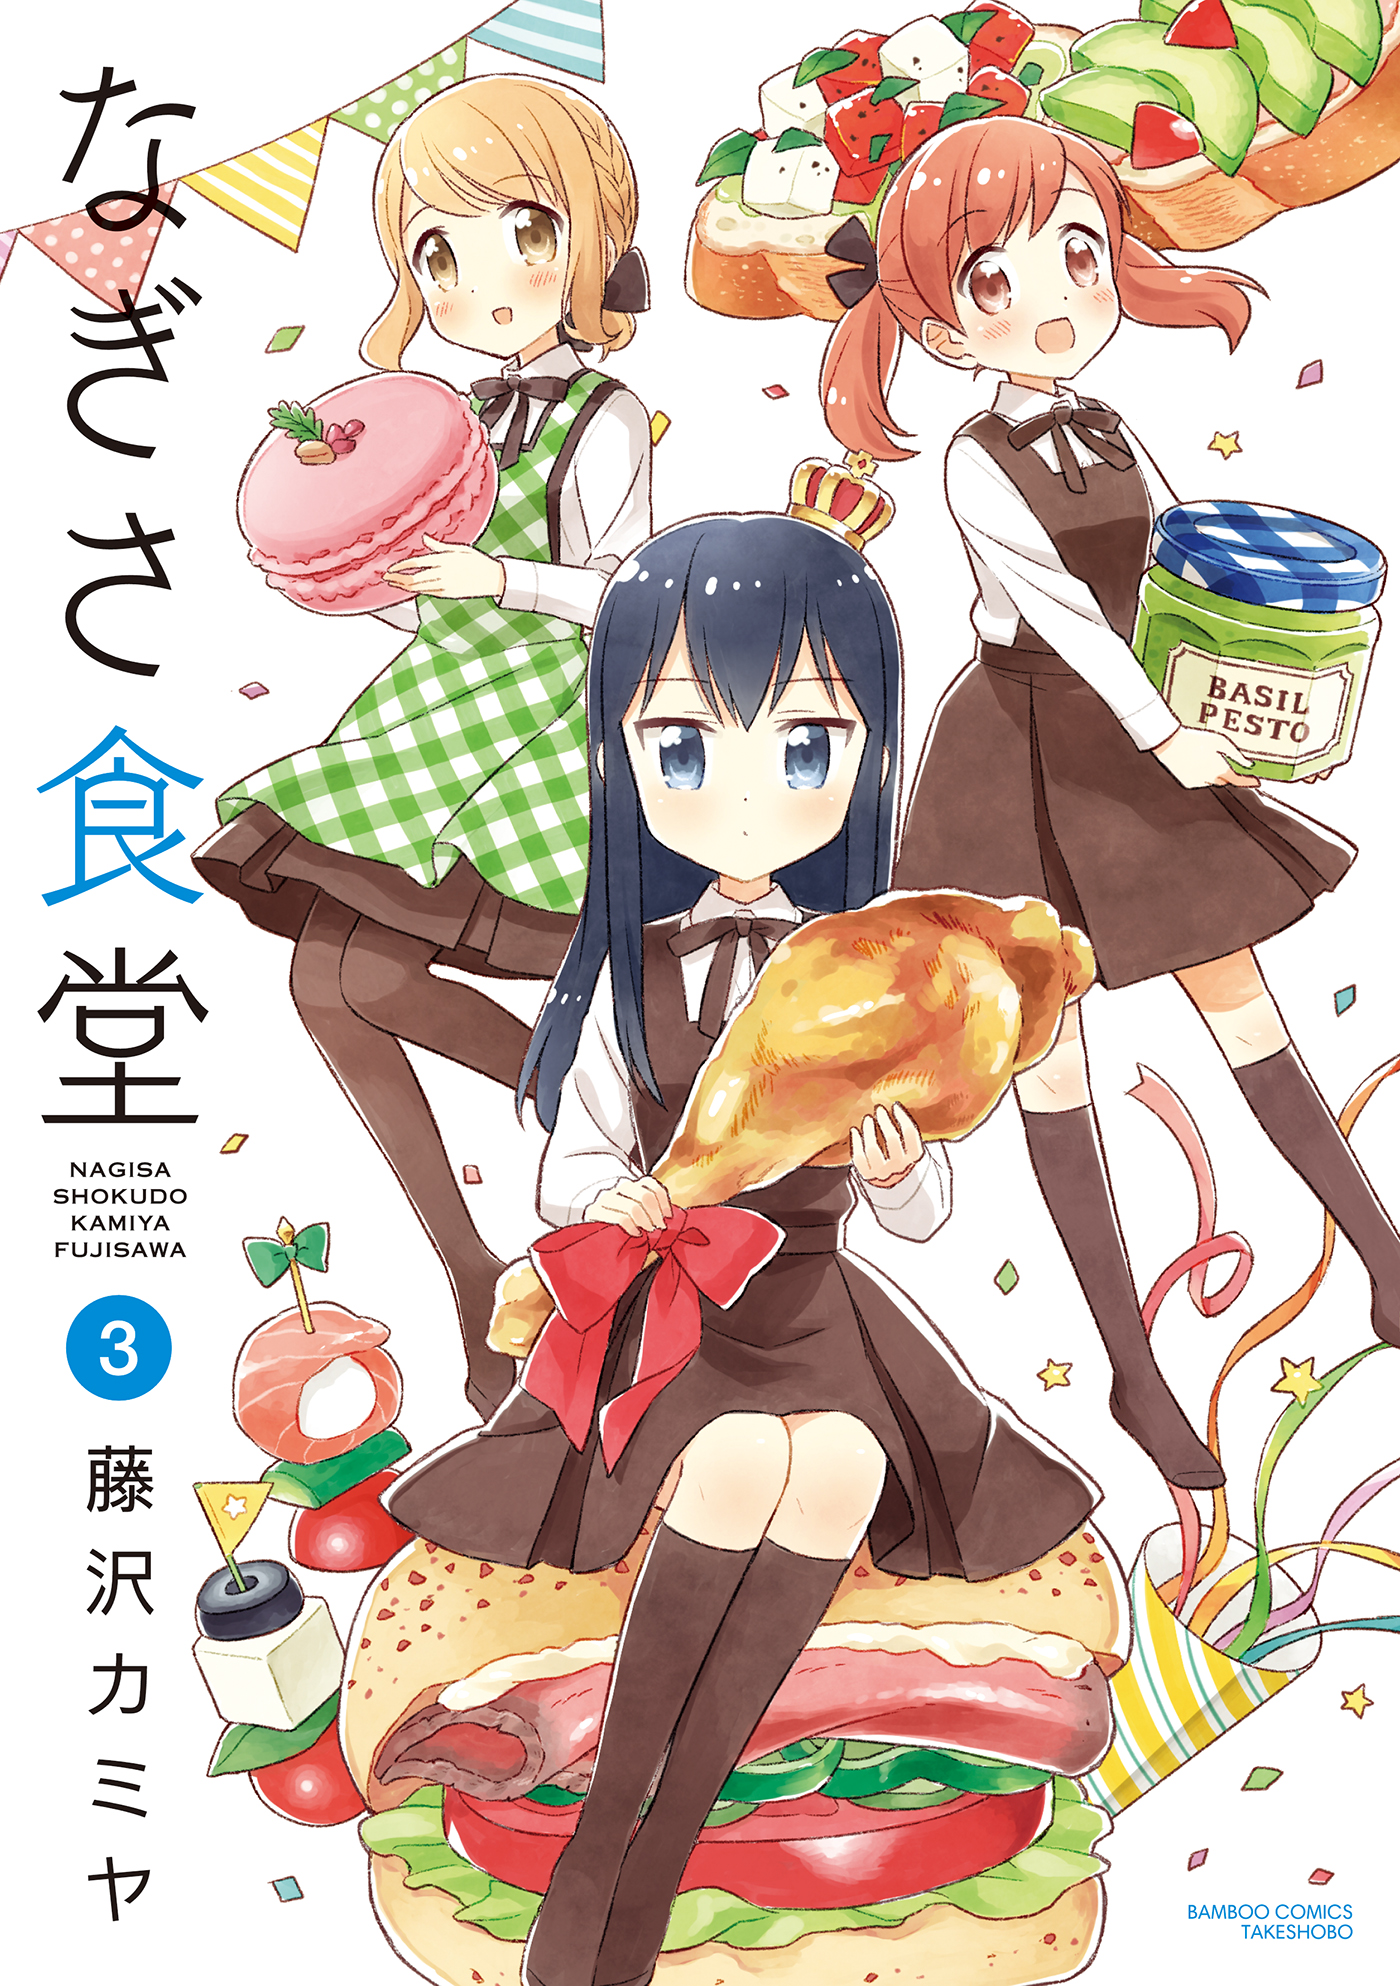 なぎさ食堂
NAGISA
SHOKUDO
KAMIYA
FUJISAWA
3
藤沢カミヤ
BASIL
PESTO
BAMBOO COMICS
TAKESHOBO